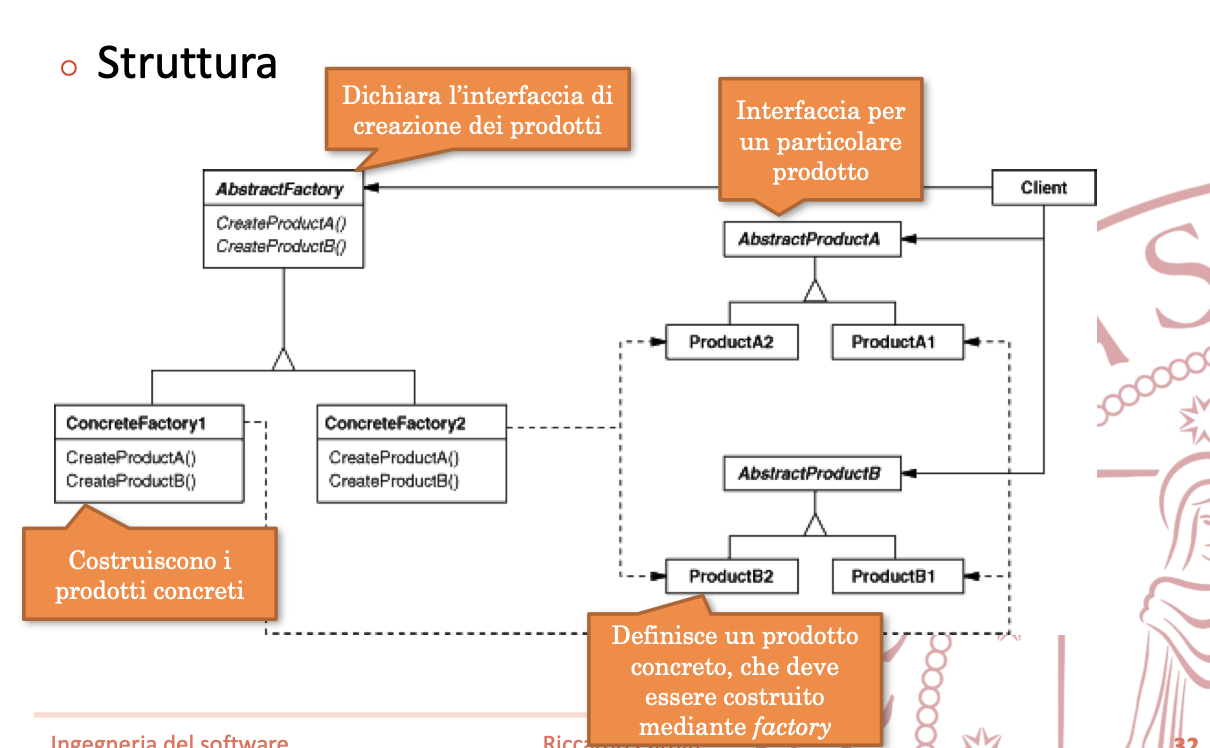 Struttura
Dichiara l'interfaccia di
creazione dei prodotti
Interfaccia per
un particolare
prodotto
AbstractFactory
CreateProductA()
CreateProductB()
Client
AbstractProductA
ProductA2
ProductA1
ConcreteFactory1
CreateProductA()
CreateProductB()
ConcreteFactory2
CreateProductA()
CreateProductB()
AbstractProductB
ProductB2
ProductB1
Costruiscono i
prodotti concreti
Definisce un prodotto
concreto, che deve
essere costruito
mediante factory
Ingegneria del software
32